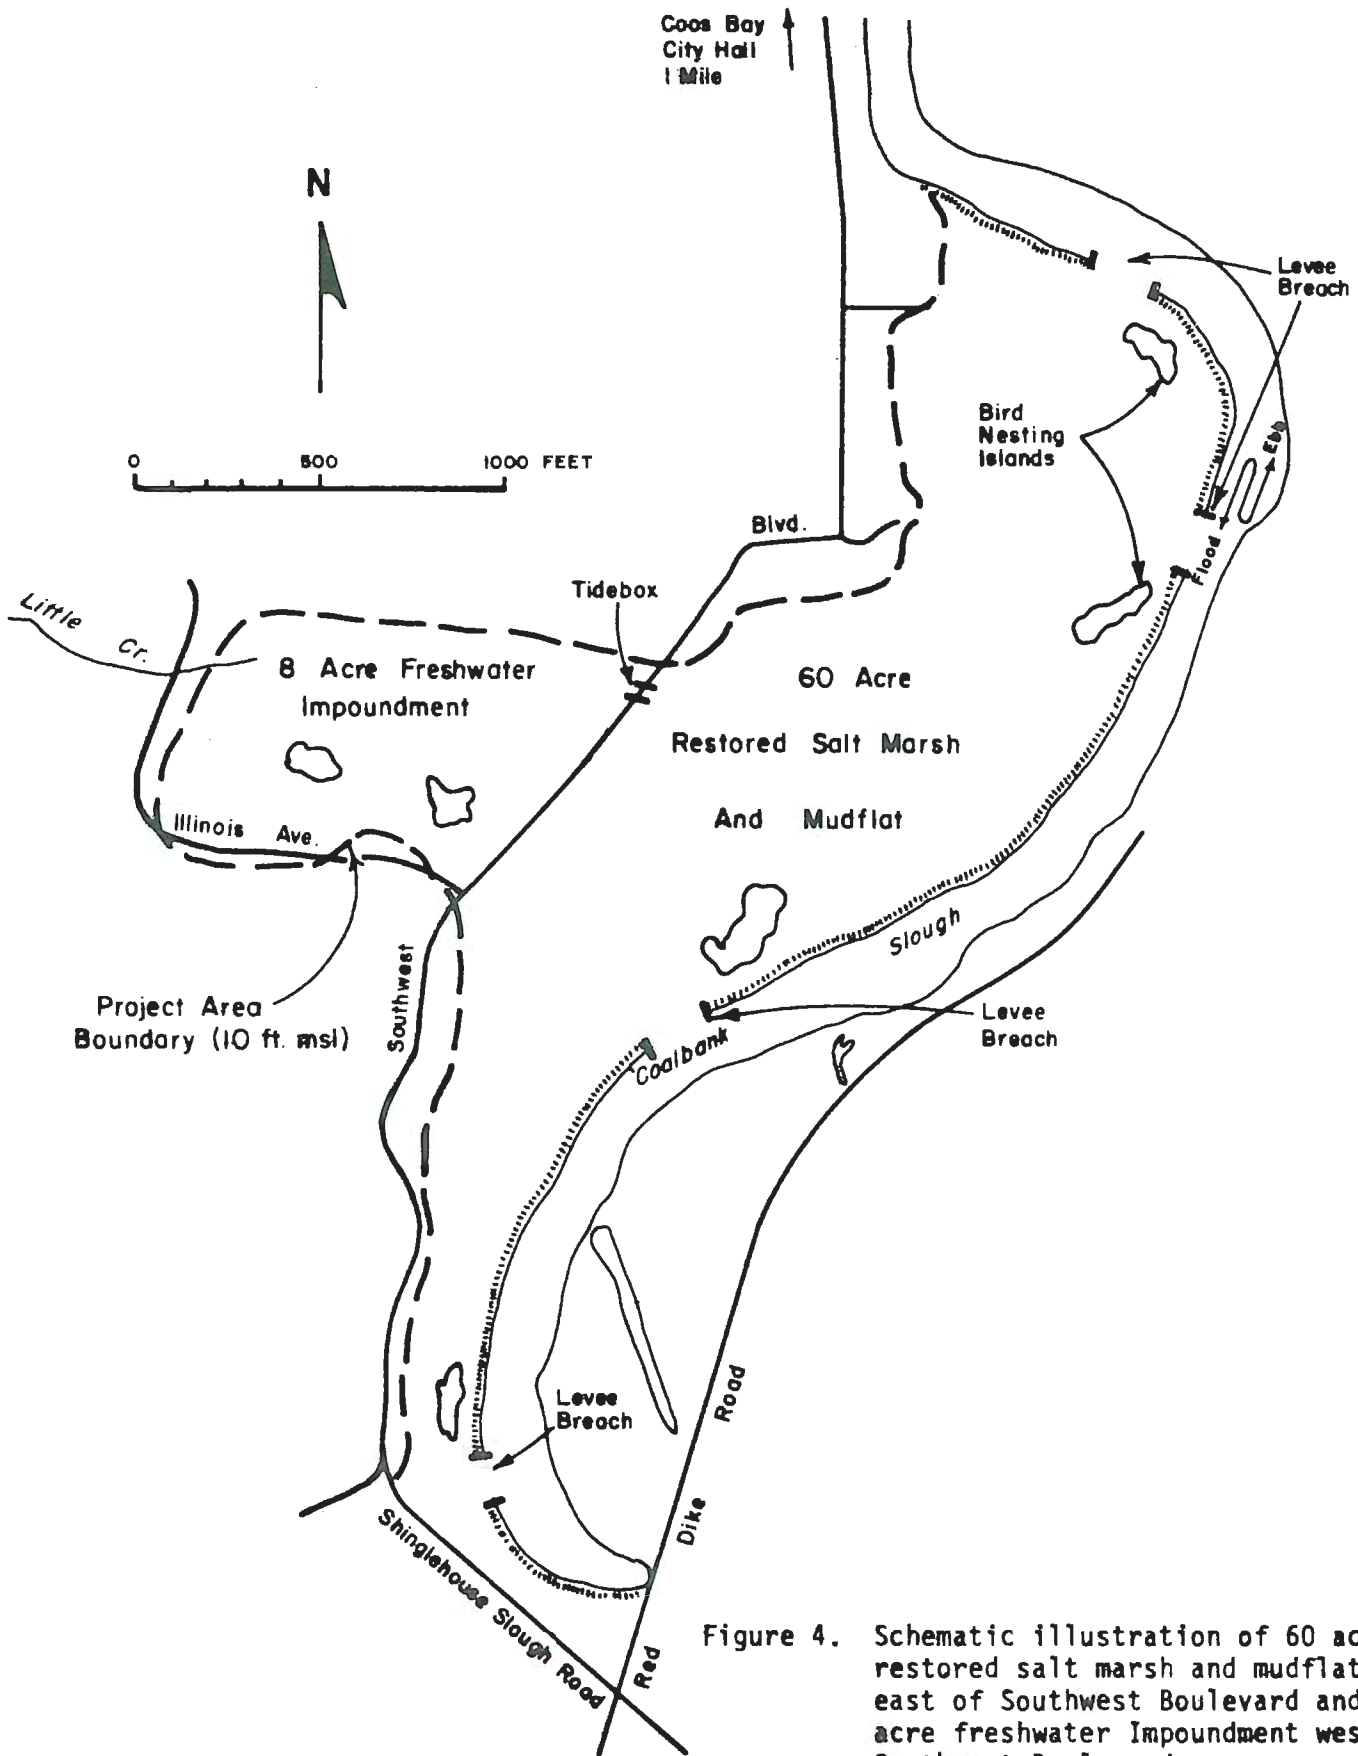 Coos Bay
City Hall
1 Mile
N
Levee
Breach
Bird
Nesting
Islands
Ebb
0 500 1000 FEET
Blvd.
Flood
Tidebox
Little
Cr.
8 Acre Freshwater
Impoundment
60 Acre
Restored Salt Marsh
And Mudflat
Illinois Ave.
Slough
Southwest
Project Area
Boundary (10 ft. msl)
Levee
Breach
Coalbank
Road
Levee
Breach
Dike
Shinglehouse Slough Road
Red
Figure 4. Schematic illustration of 60 ac
restored salt marsh and mudflat
east of Southwest Boulevard and
acre freshwater Impoundment wes